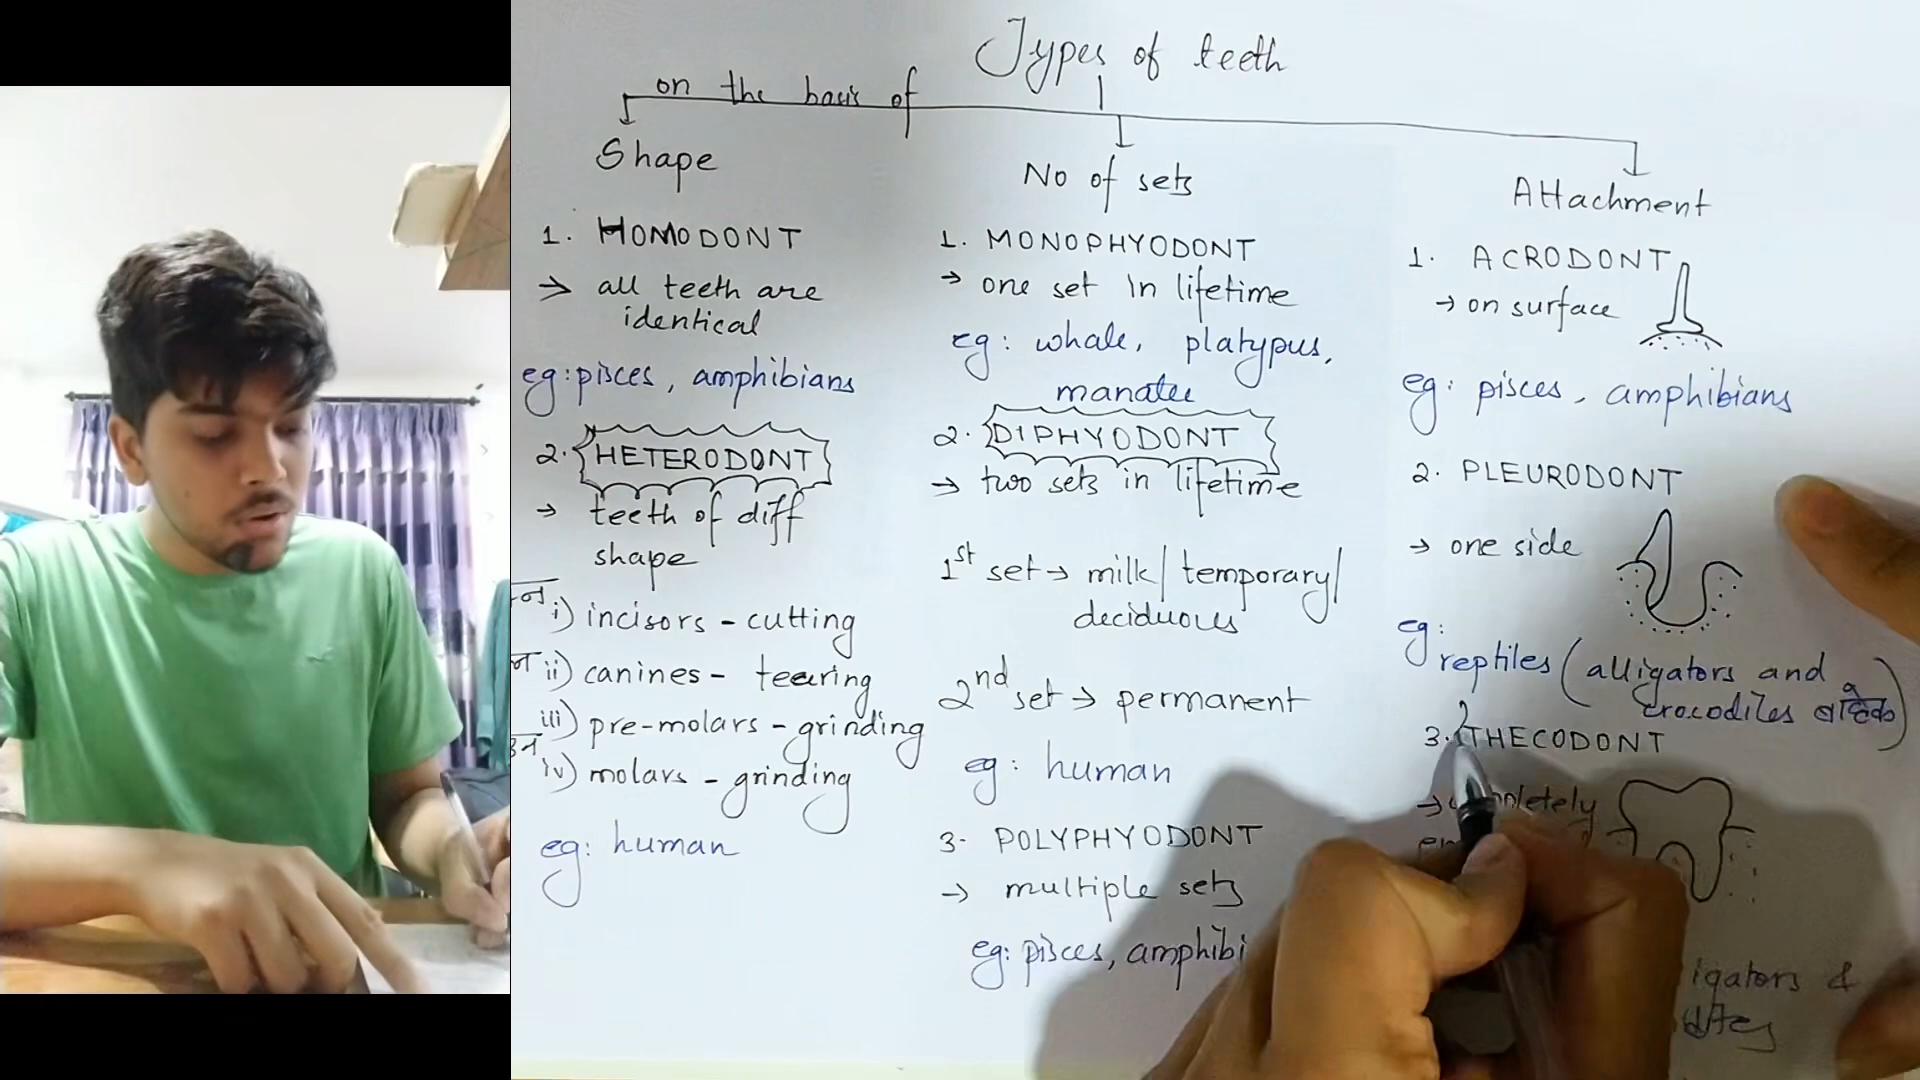 Types of teeth
on the basis of
Shape
1. HOMODONT
→ all teeth are
identical
eg: pisces, amphibians
2. HETERODONT
→ teeth of diff
shape
i) incisors - cutting
ii) canines - tearing
iii) pre-molars - grinding
iv) molars - grinding
eg: human
No of sets
1. MONOPHYODONT
→ one set in lifetime
eg: whale, platypus,
manatee
2. DIPHYODONT
→ two sets in lifetime
1st set → milk/temporary/
deciduous
2nd set → permanent
eg: human
3- POLYPHYODONT
→ multiple sets
eg: pisces, amphibi
Attachment
1. ACRODONT
→ on surface
eg: pisces, amphibians
2. PLEURODONT
→ one side
eg:
reptiles (alligators and
crocodiles बाहेक)
3. THECODONT
igators &